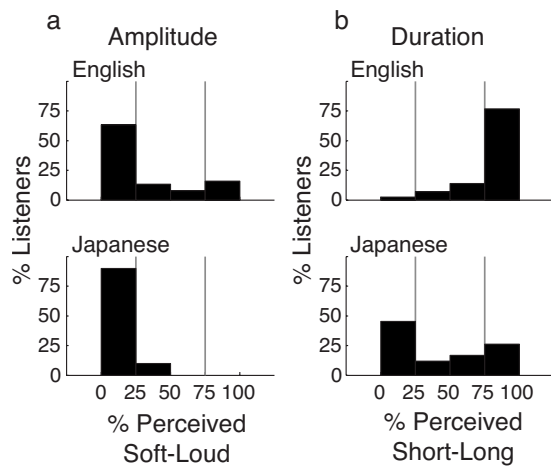 a
Amplitude
English
75
50
25
0
Japanese
75
50
25
0
% Listeners
0 25 50 75 100
% Perceived
Soft-Loud
b
Duration
English
75
50
25
0
Japanese
75
50
25
0
% Listeners
0 25 50 75 100
% Perceived
Short-Long